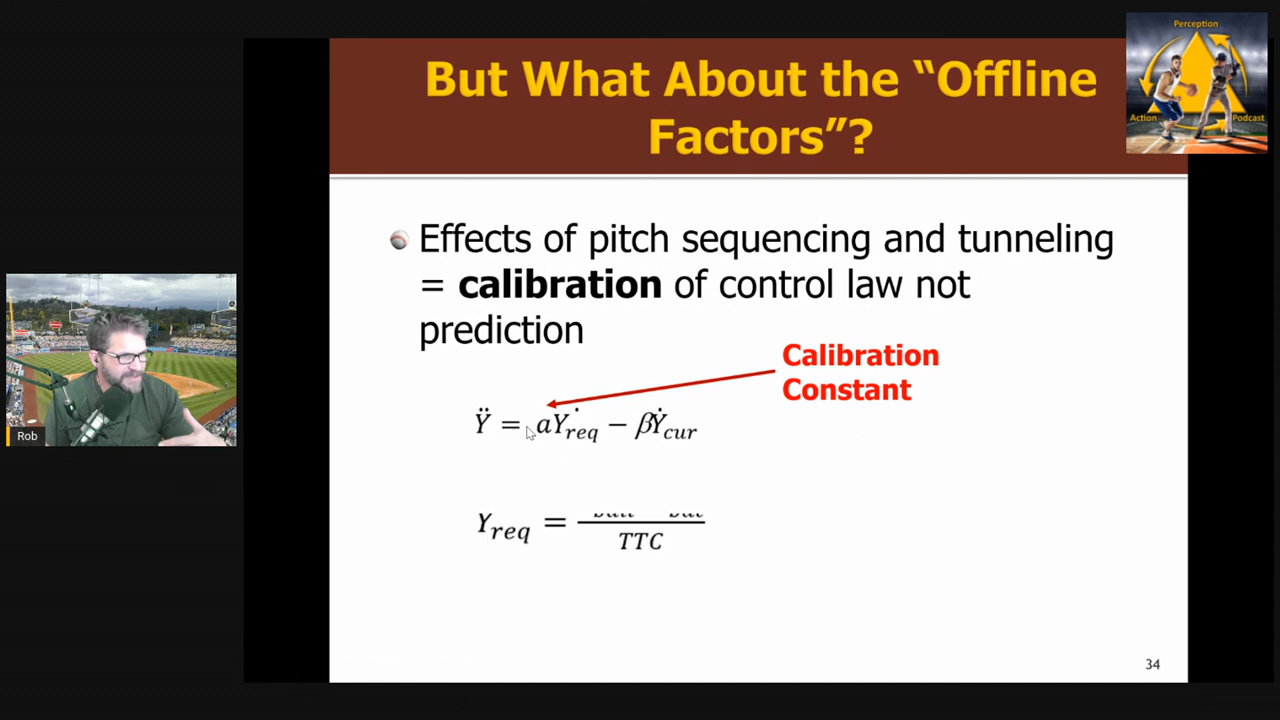 But What About the “Offline
Factors”?
Perception
Action
Podcast
Effects of pitch sequencing and tunneling
= calibration of control law not
prediction
Calibration
Constant
Ÿ = aẎreq − βẎcur
Yreq =
TTC
Rob
34